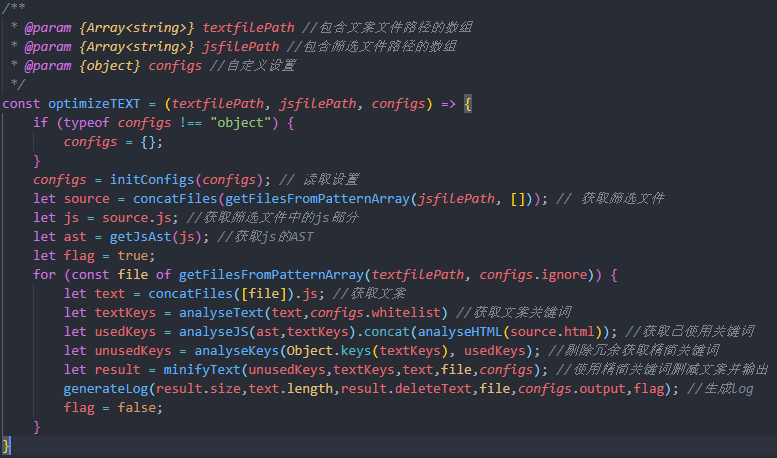 /**
 * @param {Array<string>} textfilePath //包含文案文件路径的数组
 * @param {Array<string>} jsfilePath //包含筛选文件路径的数组
 * @param {object} configs //自定义设置
 */
const optimizeTEXT = (textfilePath, jsfilePath, configs) => {
    if (typeof configs !== "object") {
        configs = {};
    }
    configs = initConfigs(configs); // 读取设置
    let source = concatFiles(getFilesFromPatternArray(jsfilePath, [])); // 获取筛选文件
    let js = source.js; //获取筛选文件中的js部分
    let ast = getJsAst(js); //获取js的AST
    let flag = true;
    for (const file of getFilesFromPatternArray(textfilePath, configs.ignore)) {
        let text = concatFiles([file]).js; //获取文案
        let textKeys = analyseText(text,configs.whitelist) //获取文案关键词
        let usedKeys = analyseJS(ast,textKeys).concat(analyseHTML(source.html)); //获取已使用关键词
        let unusedKeys = analyseKeys(Object.keys(textKeys), usedKeys); //剔除冗余获取精简关键词
        let result = minifyText(unusedKeys,textKeys,text,file,configs); //使用精简关键词删减文案并输出
        generateLog(result.size,text.length,result.deleteText,file,configs.output,flag); //生成Log
        flag = false;
    }
}